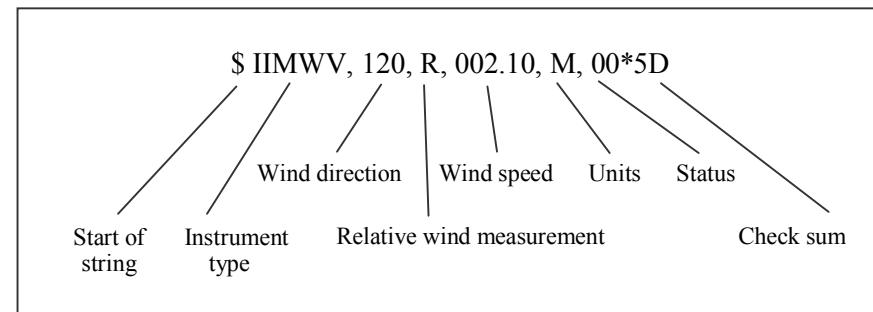 $ IIMWV, 120, R, 002.10, M, 00*5D
Wind direction Wind speed Units Status
Start of string Instrument type Relative wind measurement Check sum